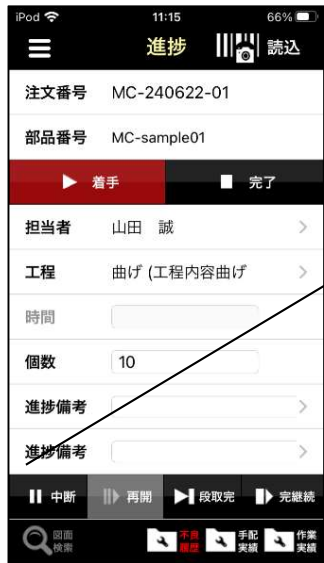 iPod 11:15 66%
進捗 読込
注文番号 MC-240622-01
部品番号 MC-sample01
着手 完了
担当者 山田 誠
工程 曲げ (工程内容曲げ
時間
個数 10
進捗備考
進捗備考
中断 再開 段取完 完継続
図面検索 不良履歴 手配実績 作業実績